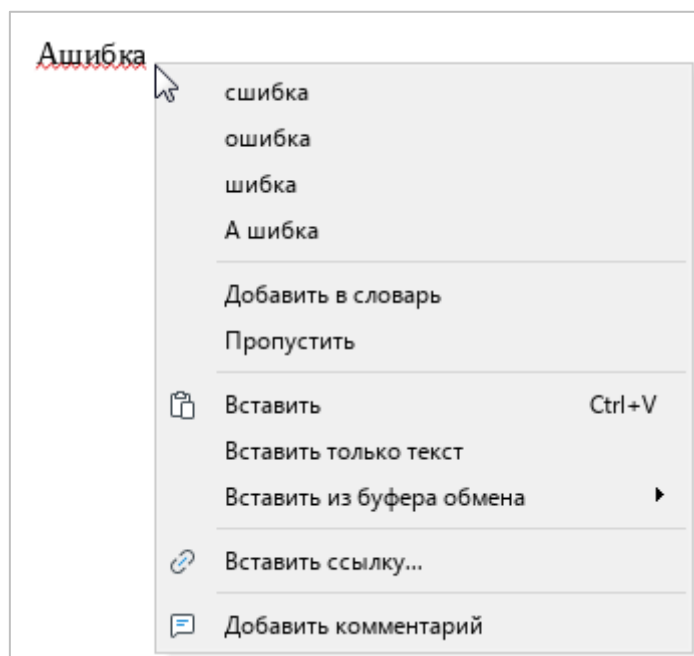 Ашибка
сшибка
ошибка
шибка
А шибка
Добавить в словарь
Пропустить
Вставить Ctrl+V
Вставить только текст
Вставить из буфера обмена
Вставить ссылку...
Добавить комментарий